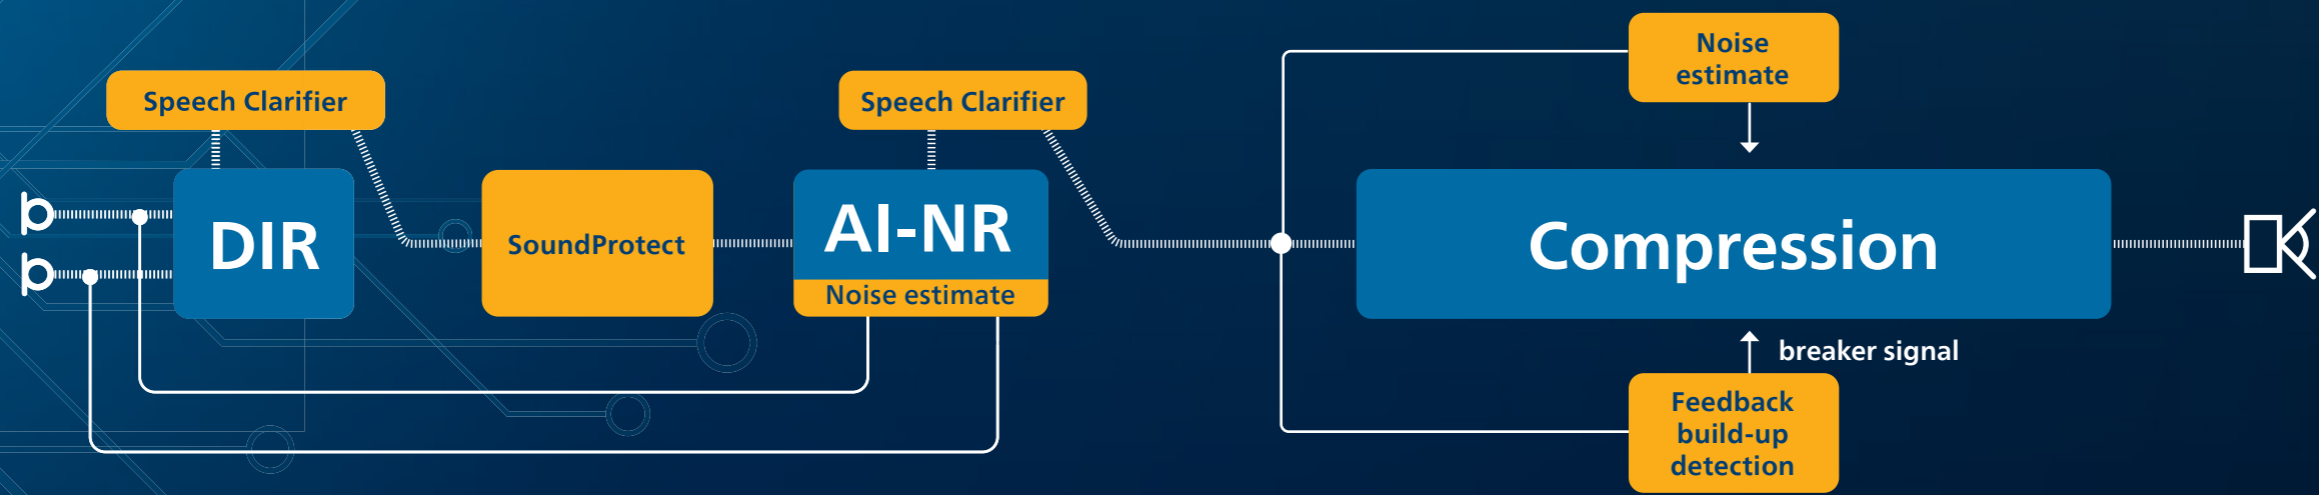 Speech Clarifier
DIR
SoundProtect
Speech Clarifier
AI-NR
Noise estimate
Noise
estimate
Compression
breaker signal
Feedback
build-up
detection